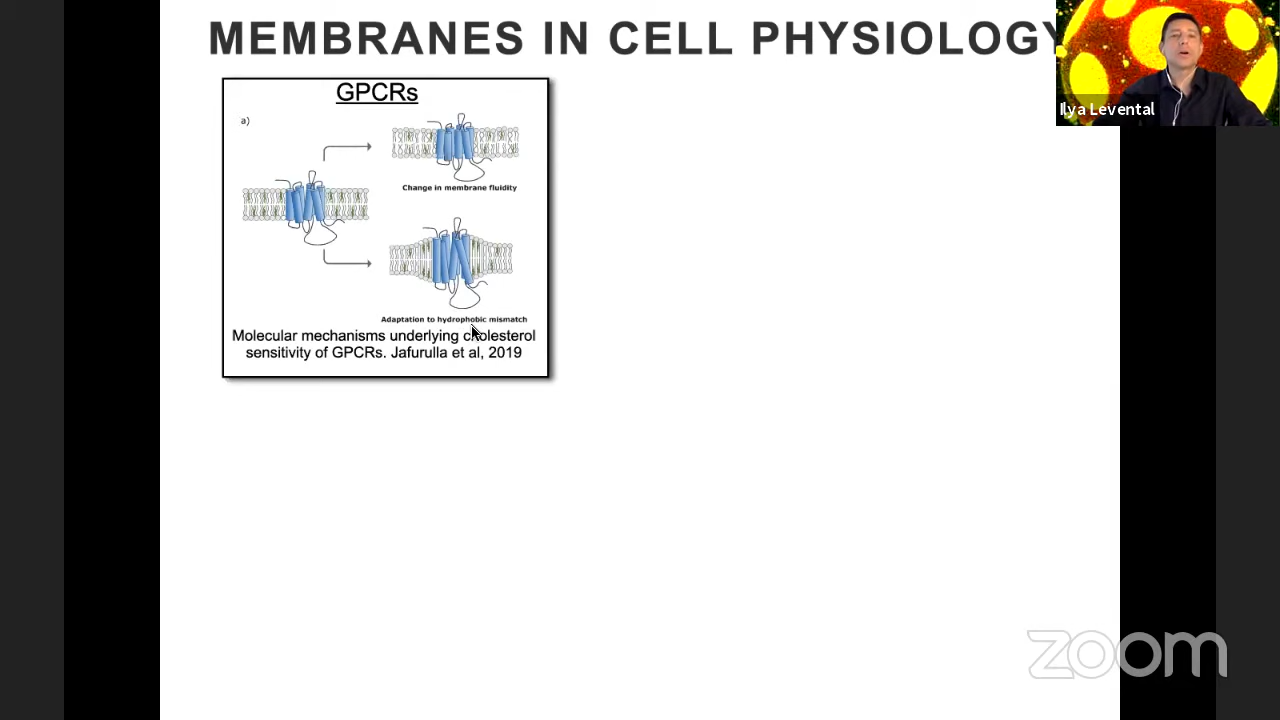 MEMBRANES IN CELL PHYSIOLOGY
Ilya Levental
GPCRs
a)
Change in membrane fluidity
Adaptation to hydrophobic mismatch
Molecular mechanisms underlying cholesterol
sensitivity of GPCRs. Jafurulla et al, 2019
zoom